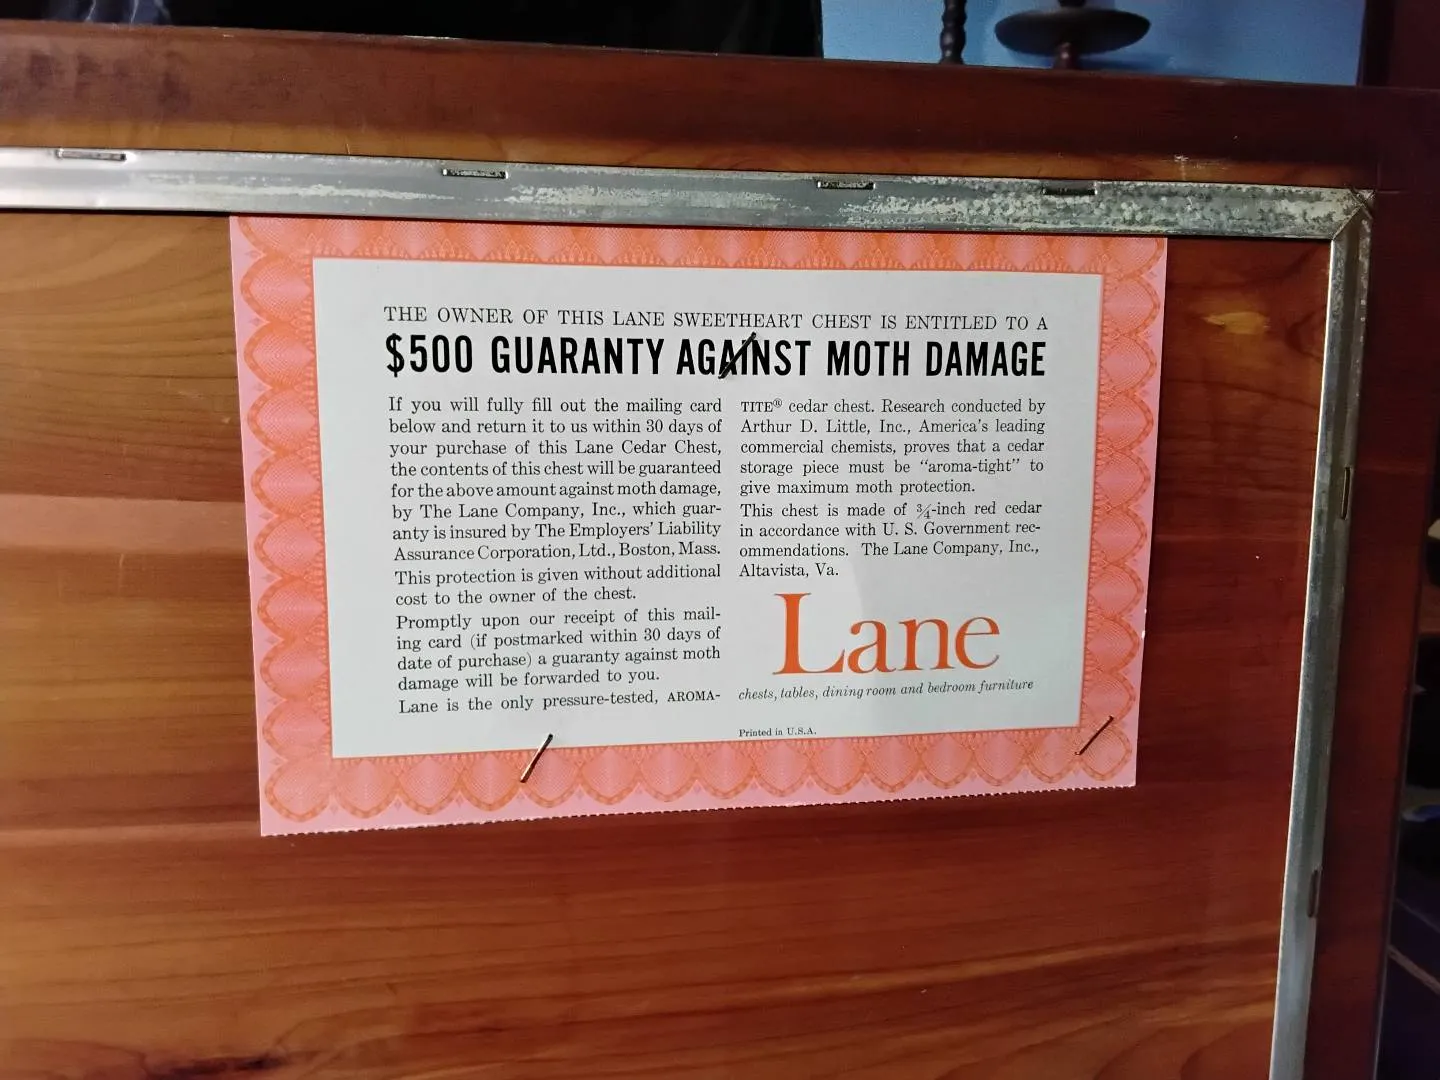 THE OWNER OF THIS LANE SWEETHEART CHEST IS ENTITLED TO A
$500 GUARANTY AGAINST MOTH DAMAGE
If you will fully fill out the mailing card
below and return it to us within 30 days of
your purchase of this Lane Cedar Chest,
the contents of this chest will be guaranteed
for the above amount against moth damage,
by The Lane Company, Inc., which guar-
anty is insured by The Employers' Liability
Assurance Corporation, Ltd., Boston, Mass.
This protection is given without additional
cost to the owner of the chest.
Promptly upon our receipt of this mail-
ing card (if postmarked within 30 days of
date of purchase) a guaranty against moth
damage will be forwarded to you.
Lane is the only pressure-tested, AROMA-
TITE® cedar chest. Research conducted by
Arthur D. Little, Inc., America's leading
commercial chemists, proves that a cedar
storage piece must be "aroma-tight" to
give maximum moth protection.
This chest is made of ¾-inch red cedar
in accordance with U. S. Government rec-
ommendations. The Lane Company, Inc.,
Altavista, Va.
Lane
chests, tables, dining room and bedroom furniture
Printed in U.S.A.